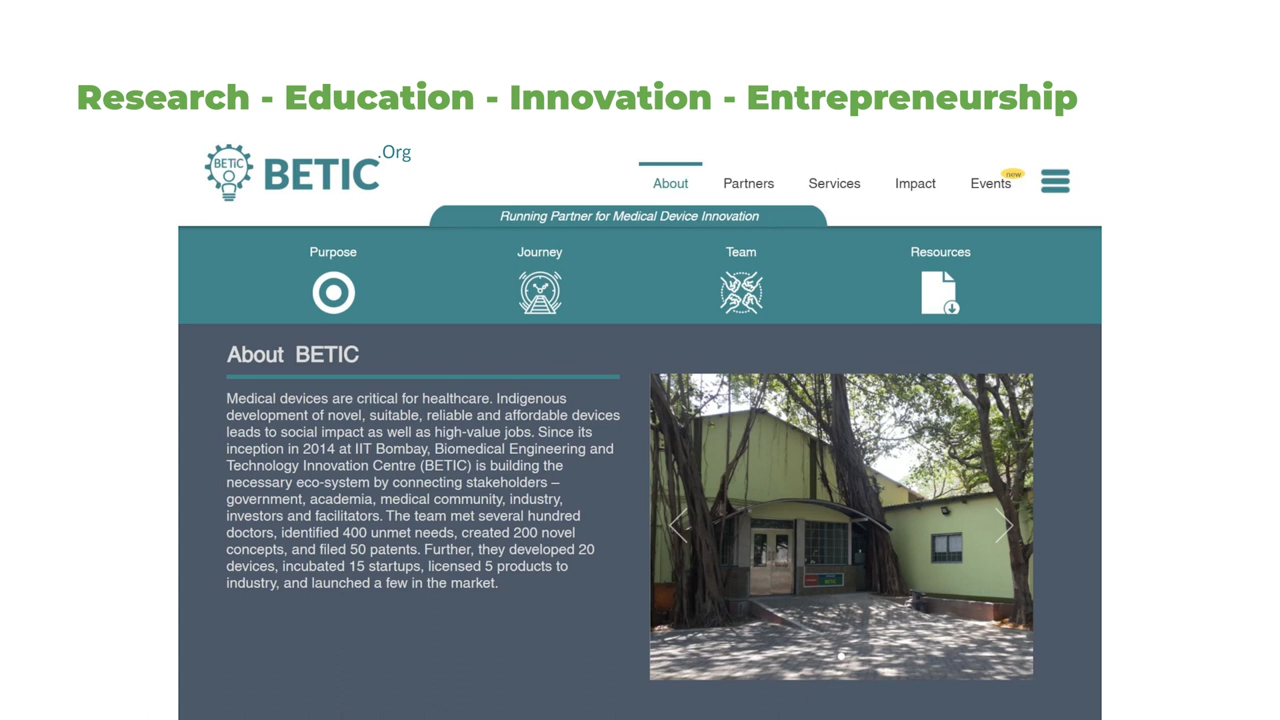 Research - Education - Innovation - Entrepreneurship
BETiC
BETIC.Org
About Partners Services Impact Events new
Running Partner for Medical Device Innovation
Purpose Journey Team Resources
About BETIC
Medical devices are critical for healthcare. Indigenous
development of novel, suitable, reliable and affordable devices
leads to social impact as well as high-value jobs. Since its
inception in 2014 at IIT Bombay, Biomedical Engineering and
Technology Innovation Centre (BETIC) is building the
necessary eco-system by connecting stakeholders –
government, academia, medical community, industry,
investors and facilitators. The team met several hundred
doctors, identified 400 unmet needs, created 200 novel
concepts, and filed 50 patents. Further, they developed 20
devices, incubated 15 startups, licensed 5 products to
industry, and launched a few in the market.